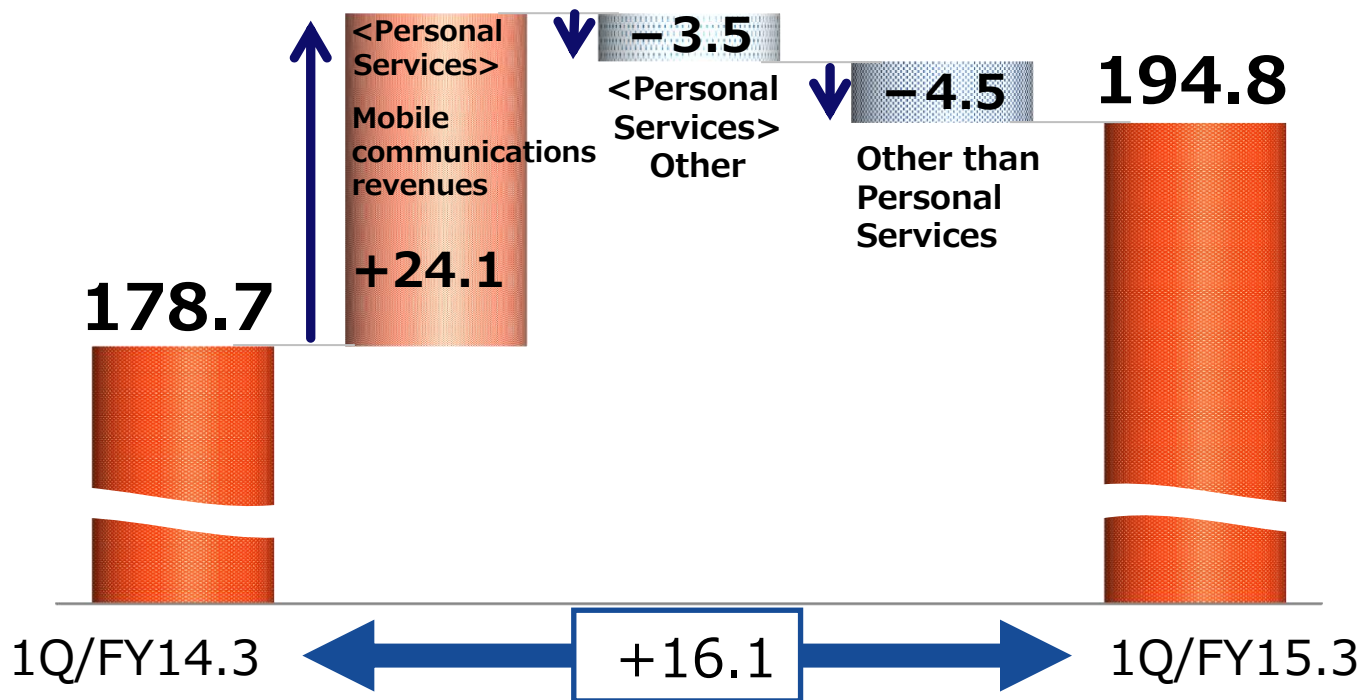 <Personal
Services>
Mobile
communications
revenues
+24.1
−3.5
<Personal
Services>
Other
−4.5
Other than
Personal
Services
178.7
194.8
1Q/FY14.3
+16.1
1Q/FY15.3